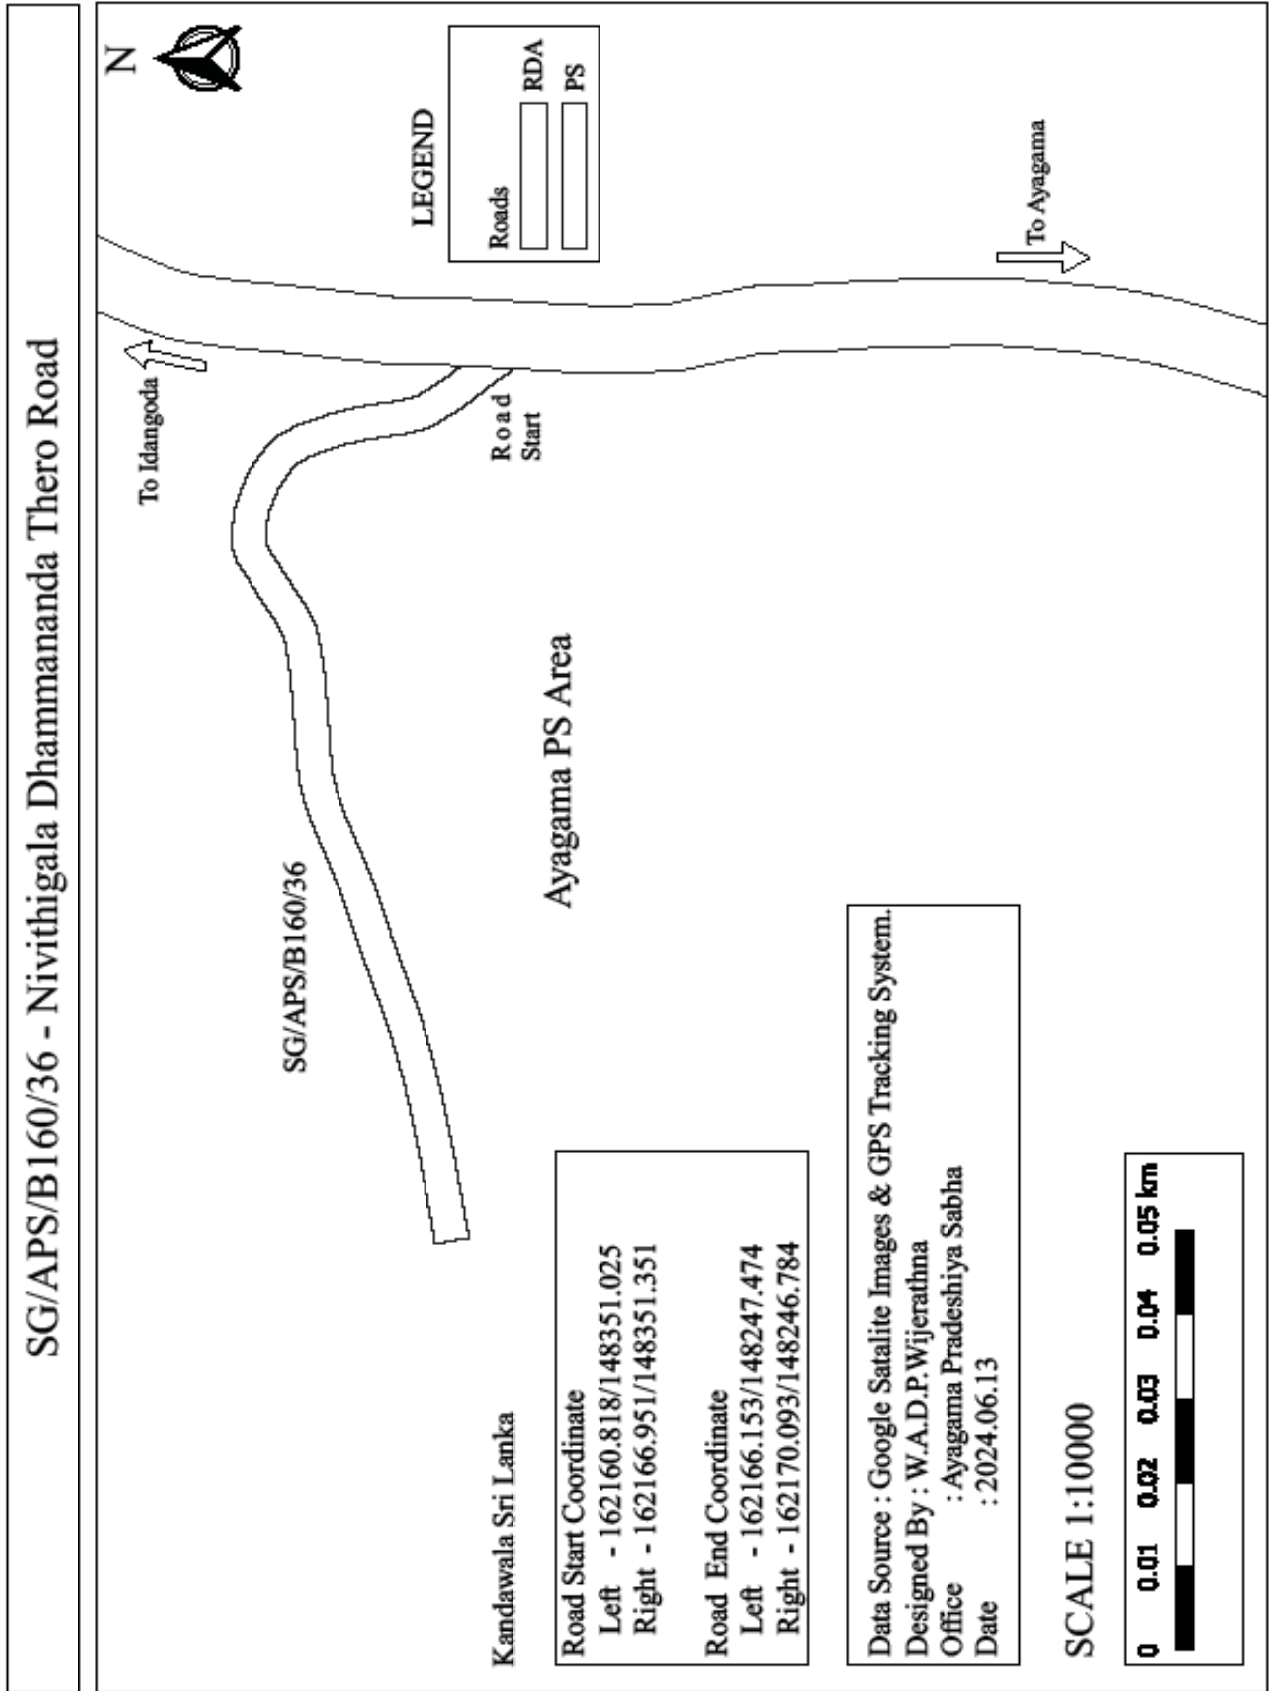 SG/APS/B160/36 - Nivithigala Dhammananda Thero Road
N
To Idangoda
LEGEND
Roads
RDA
PS
Road
Start
To Ayagama
SG/APS/B160/36
Ayagama PS Area
Kandawala Sri Lanka
Road Start Coordinate
Left - 162160.818/148351.025
Right - 162166.951/148351.351
Road End Coordinate
Left - 162166.153/148247.474
Right - 162170.093/148246.784
Data Source : Google Satalite Images & GPS Tracking System.
Designed By : W.A.D.P.Wijerathna
Office : Ayagama Pradeshiya Sabha
Date : 2024.06.13
SCALE 1:10000
0 0.01 0.02 0.03 0.04 0.05 km